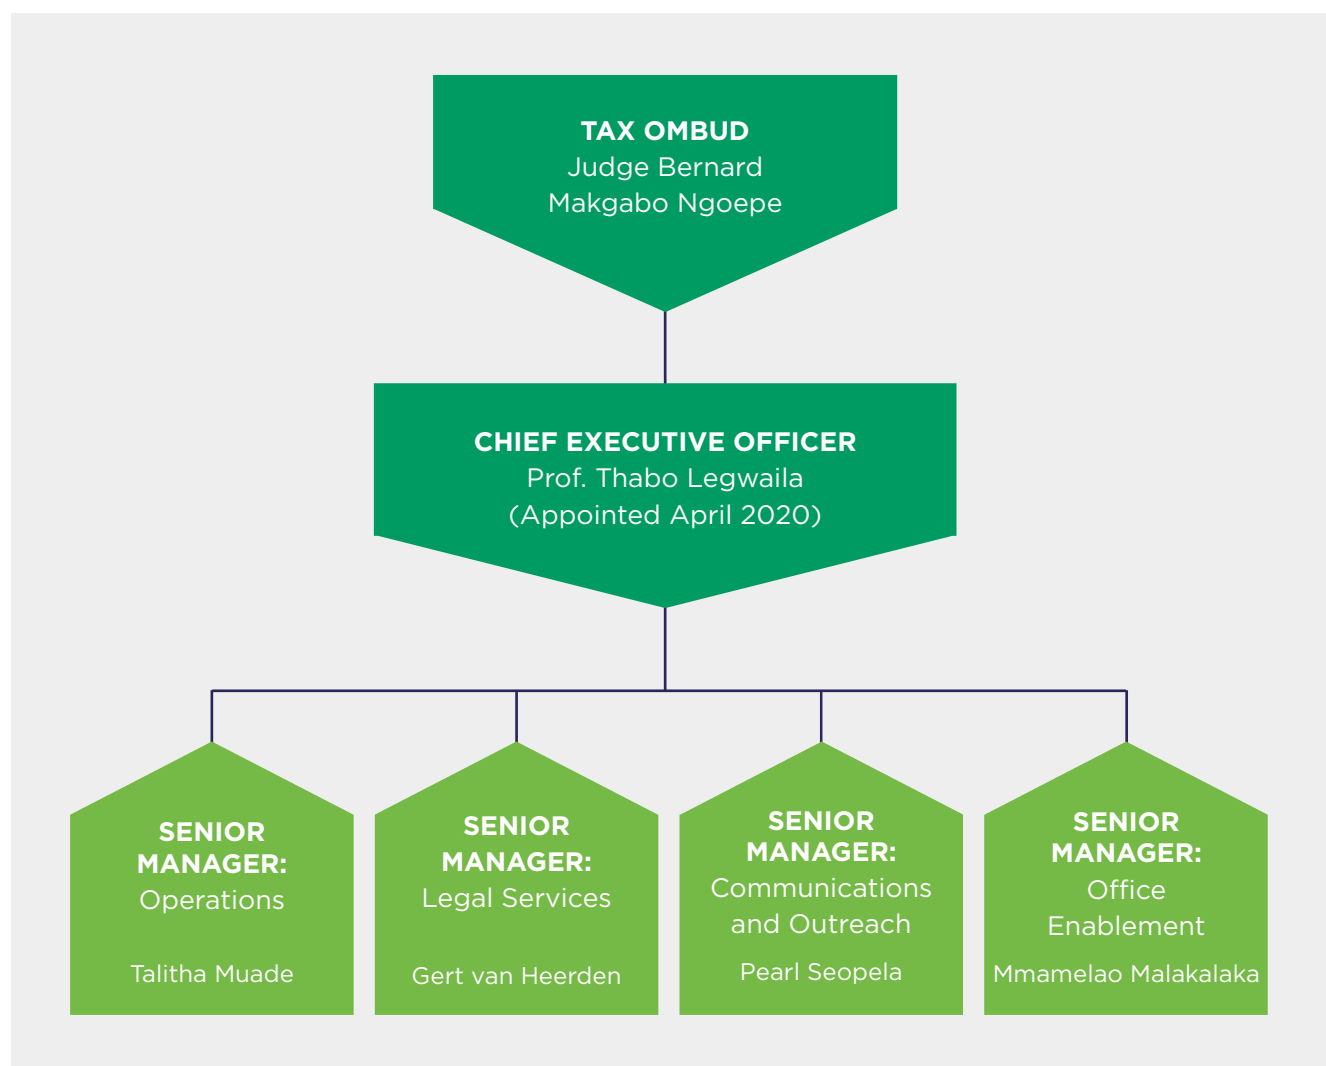 TAX OMBUD
Judge Bernard
Makgabo Ngoepe
CHIEF EXECUTIVE OFFICER
Prof. Thabo Legwaila
(Appointed April 2020)
SENIOR
MANAGER:
Operations
Talitha Muade
SENIOR
MANAGER:
Legal Services
Gert van Heerden
SENIOR
MANAGER:
Communications
and Outreach
Pearl Seopela
SENIOR
MANAGER:
Office
Enablement
Mmamelao Malakalaka